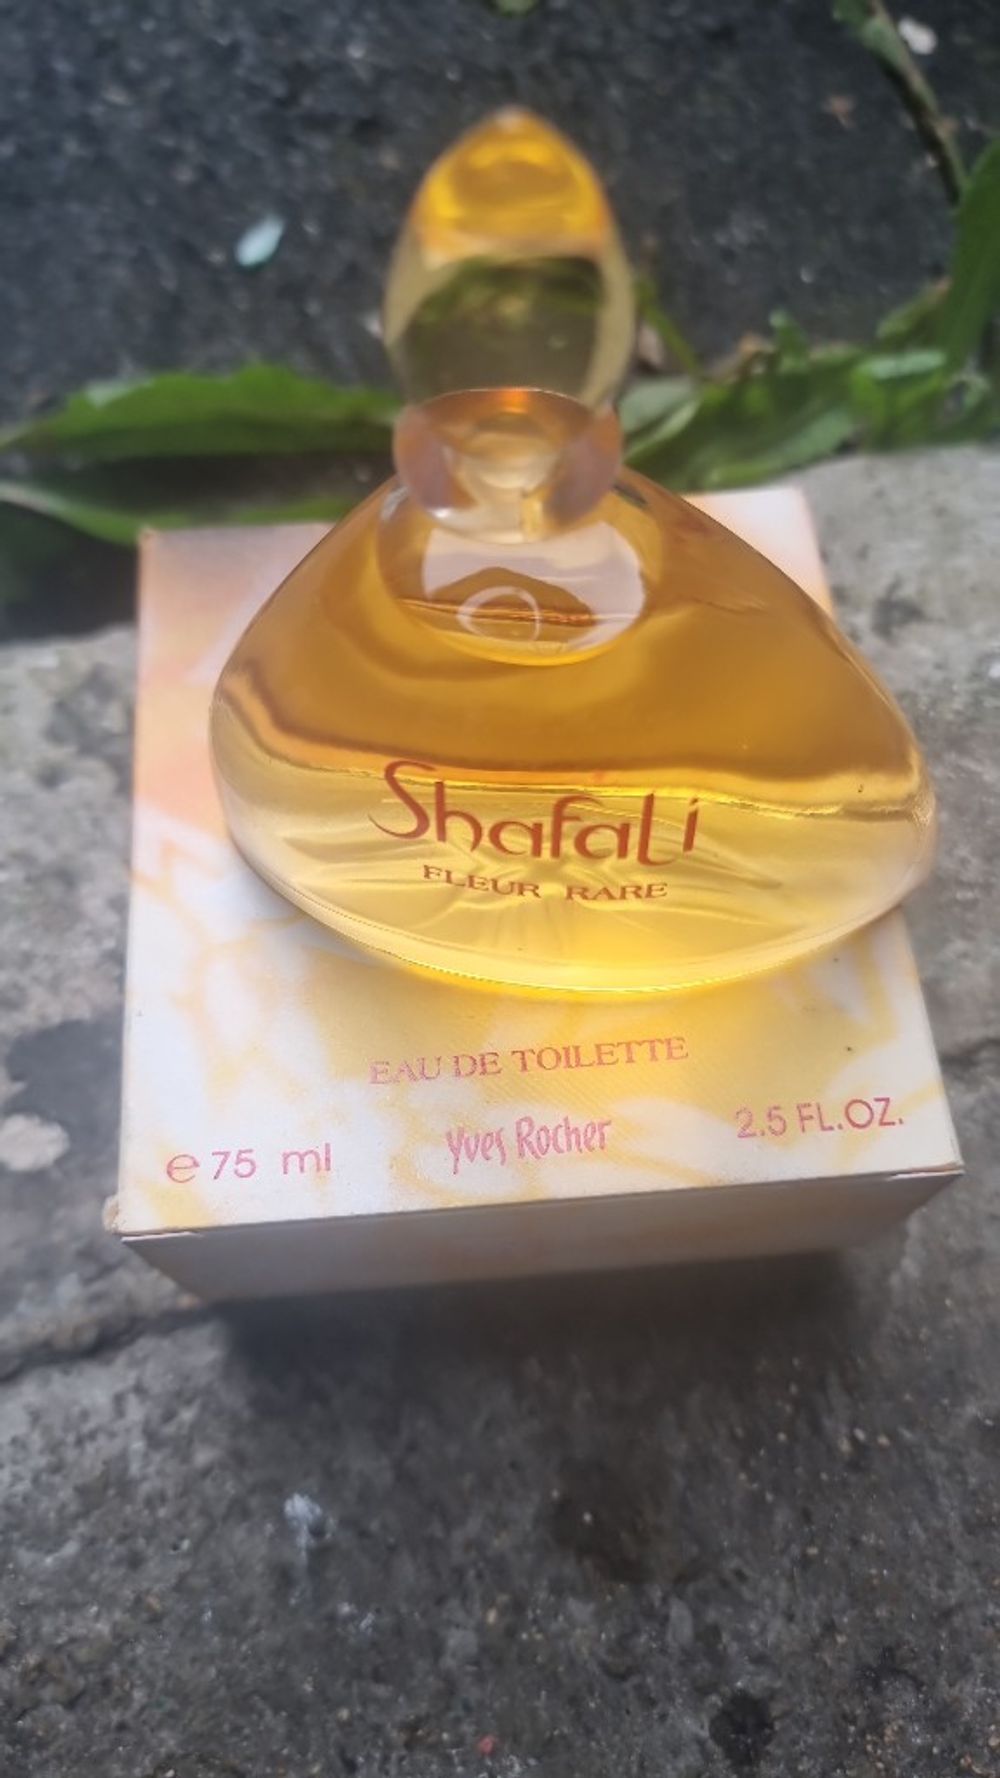 Shafali
FLEUR RARE
EAU DE TOILETTE
℮ 75 ml Yves Rocher 2.5 FL.OZ.